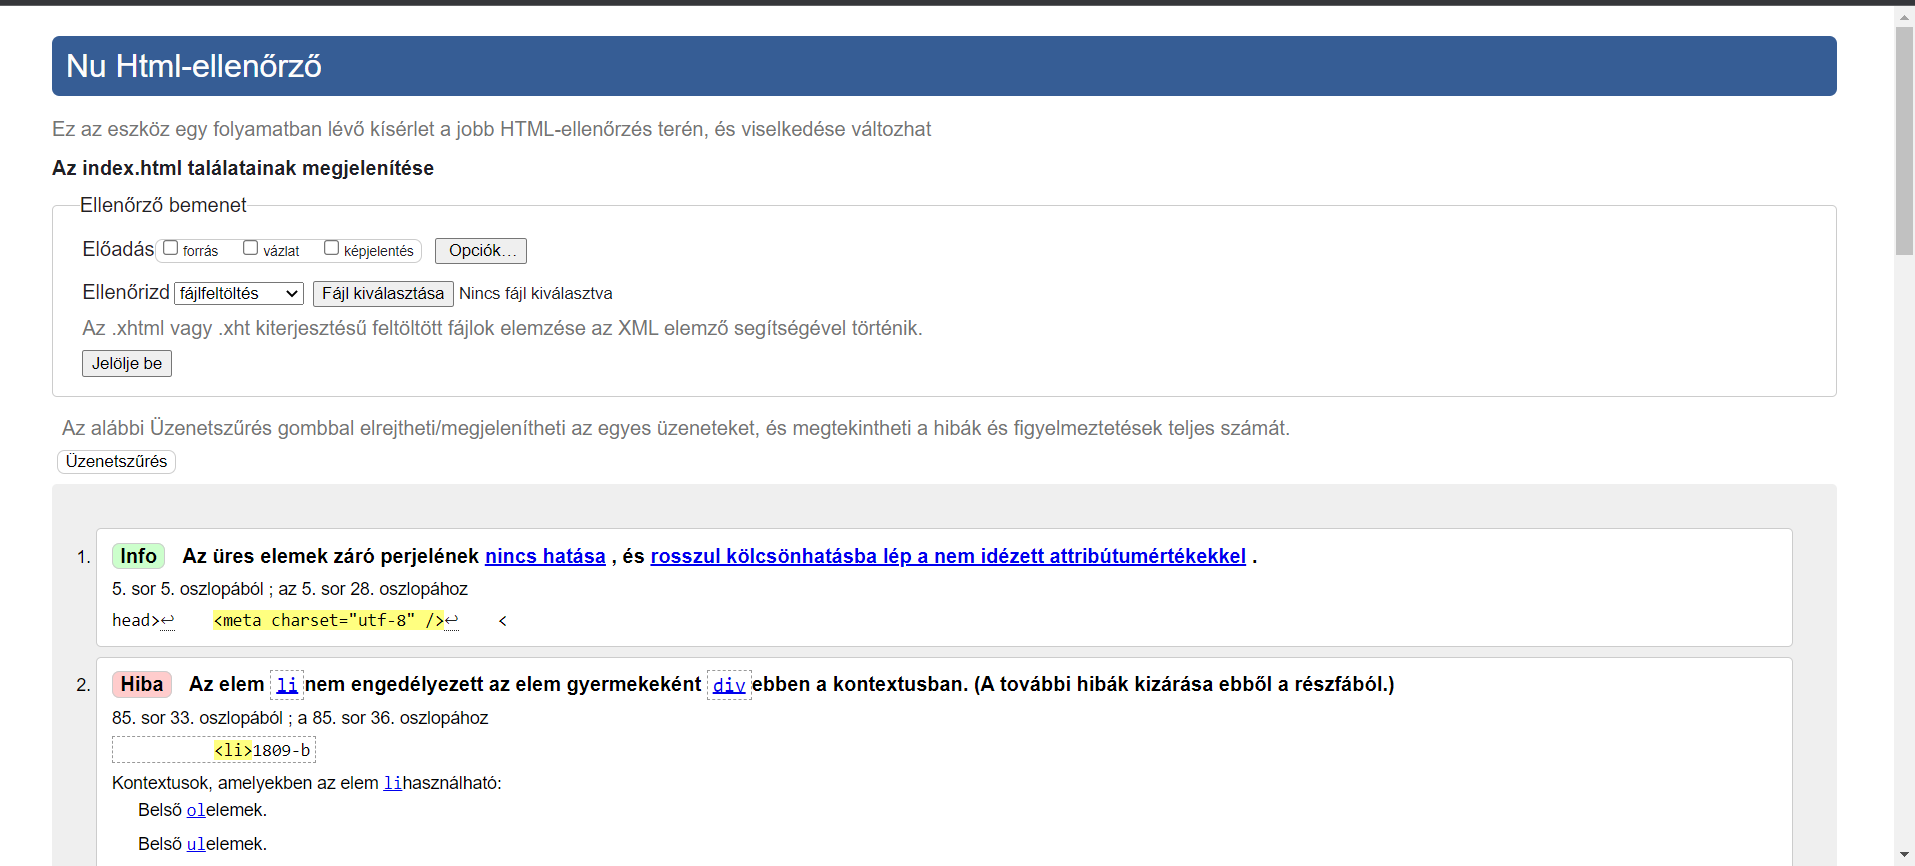 Nu Html-ellenőrző
Ez az eszköz egy folyamatban lévő kísérlet a jobb HTML-ellenőrzés terén, és viselkedése változhat
Az index.html találatainak megjelenítése
Ellenőrző bemenet
Előadás forrás vázlat képjelentés Opciók…
Ellenőrizd fájlfeltöltés Fájl kiválasztása Nincs fájl kiválasztva
Az .xhtml vagy .xht kiterjesztésű feltöltött fájlok elemzése az XML elemző segítségével történik.
Jelölje be
Az alábbi Üzenetszűrés gombbal elrejtheti/megjelenítheti az egyes üzeneteket, és megtekintheti a hibák és figyelmeztetések teljes számát.
Üzenetszűrés
1. Info Az üres elemek záró perjelének nincs hatása , és rosszul kölcsönhatásba lép a nem idézett attribútumértékekkel .
5. sor 5. oszlopából ; az 5. sor 28. oszlopához
head>↩ <meta charset="utf-8" />↩ <
2. Hiba Az elem li nem engedélyezett az elem gyermekeként div ebben a kontextusban. (A további hibák kizárása ebből a részfából.)
85. sor 33. oszlopából ; a 85. sor 36. oszlopához
<li>1809-b
Kontextusok, amelyekben az elem lihasználható:
Belső olelemek.
Belső ulelemek.